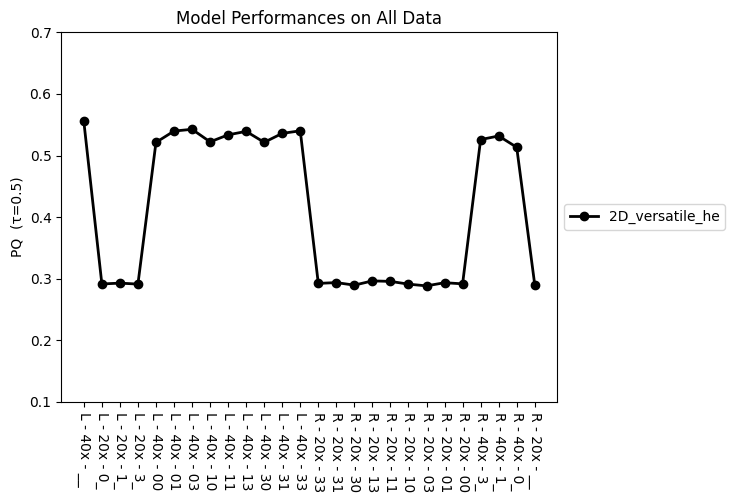 Model Performances on All Data
0.7
0.6
0.5
0.4
0.3
0.2
0.1
PQ (τ=0.5)
2D_versatile_he
L - 40x - __
L - 20x - 0_
L - 20x - 1_
L - 20x - 3_
L - 40x - 00
L - 40x - 01
L - 40x - 03
L - 40x - 10
L - 40x - 11
L - 40x - 13
L - 40x - 30
L - 40x - 31
L - 40x - 33
R - 20x - 33
R - 20x - 31
R - 20x - 30
R - 20x - 13
R - 20x - 11
R - 20x - 10
R - 20x - 03
R - 20x - 01
R - 20x - 00
R - 40x - 3_
R - 40x - 1_
R - 40x - 0_
R - 20x - __